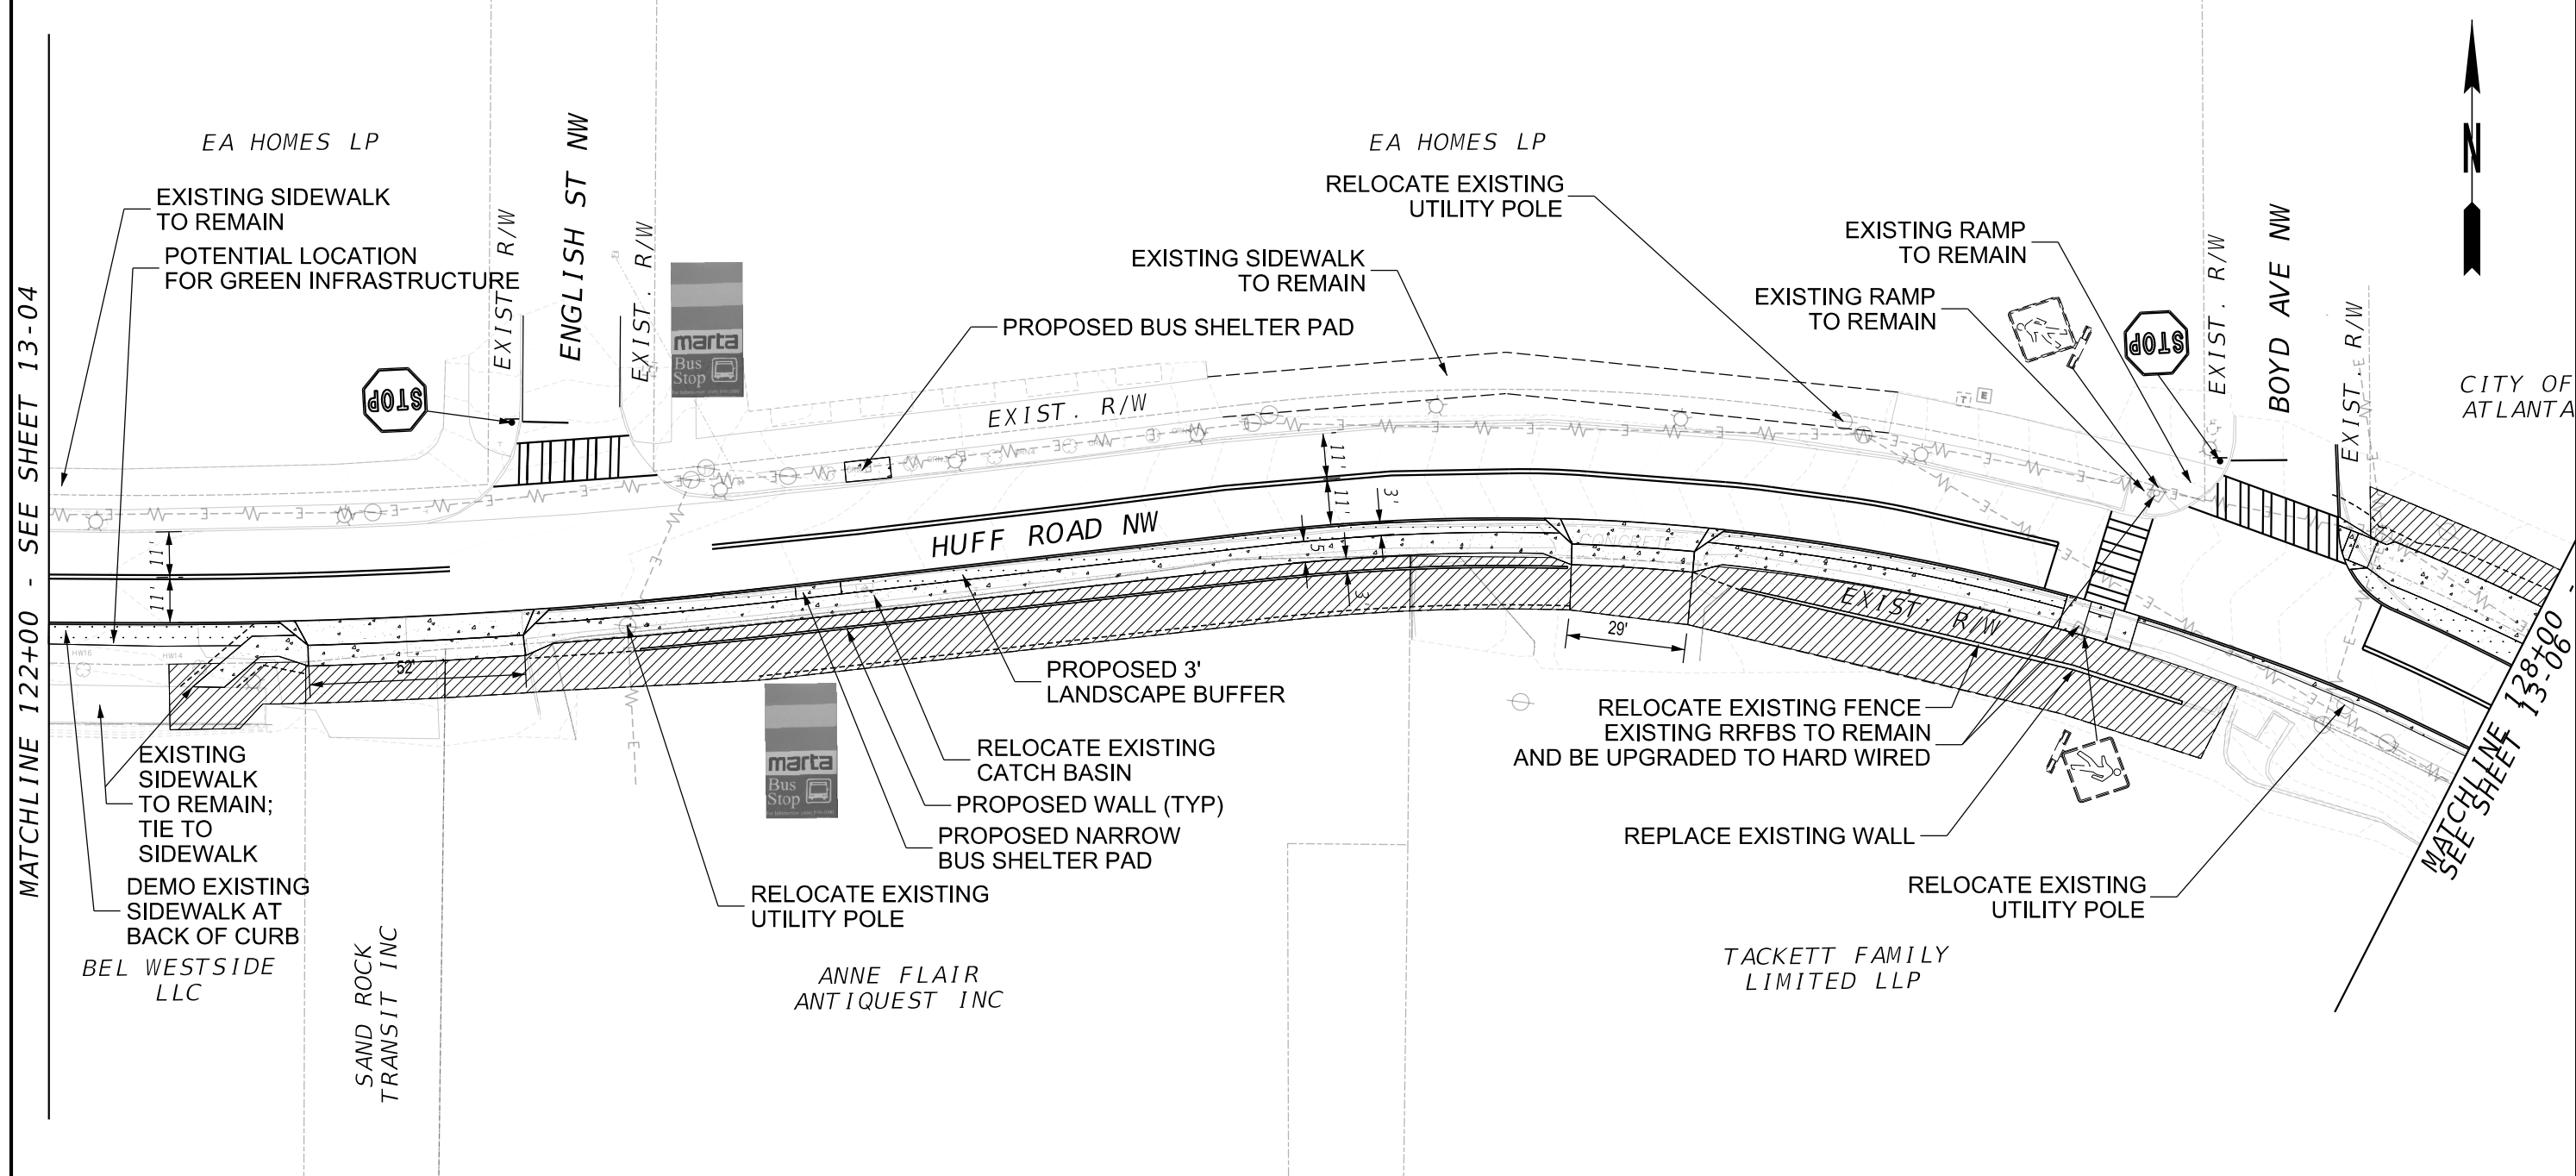 EA HOMES LP
EXISTING SIDEWALK
TO REMAIN
POTENTIAL LOCATION
FOR GREEN INFRASTRUCTURE
EXIST. R/W
ENGLISH ST NW
EXIST. R/W
marta
Bus
Stop
STOP
MATCHLINE 122+00 - SEE SHEET 13-04
EA HOMES LP
RELOCATE EXISTING
UTILITY POLE
EXISTING SIDEWALK
TO REMAIN
PROPOSED BUS SHELTER PAD
EXISTING RAMP
TO REMAIN
EXISTING RAMP
TO REMAIN
STOP
EXIST. R/W
BOYD AVE NW
EXIST. R/W
N
CITY OF
ATLANTA
T
E
EXIST. R/W
HUFF ROAD NW
11'
11'
11'
11'
3'
5'
3'
CONCRETE
52'
29'
HW16
HW14
EXIST. R/W
PROPOSED 3'
LANDSCAPE BUFFER
RELOCATE EXISTING
CATCH BASIN
PROPOSED WALL (TYP)
PROPOSED NARROW
BUS SHELTER PAD
marta
Bus
Stop
RELOCATE EXISTING
UTILITY POLE
EXISTING
SIDEWALK
TO REMAIN;
TIE TO
SIDEWALK
DEMO EXISTING
SIDEWALK AT
BACK OF CURB
BEL WESTSIDE
LLC
SAND ROCK
TRANSIT INC
ANNE FLAIR
ANTIQUEST INC
RELOCATE EXISTING FENCE
EXISTING RRFBS TO REMAIN
AND BE UPGRADED TO HARD WIRED
REPLACE EXISTING WALL
RELOCATE EXISTING
UTILITY POLE
TACKETT FAMILY
LIMITED LLP
MATCHLINE 128+00 -
SEE SHEET 13-06